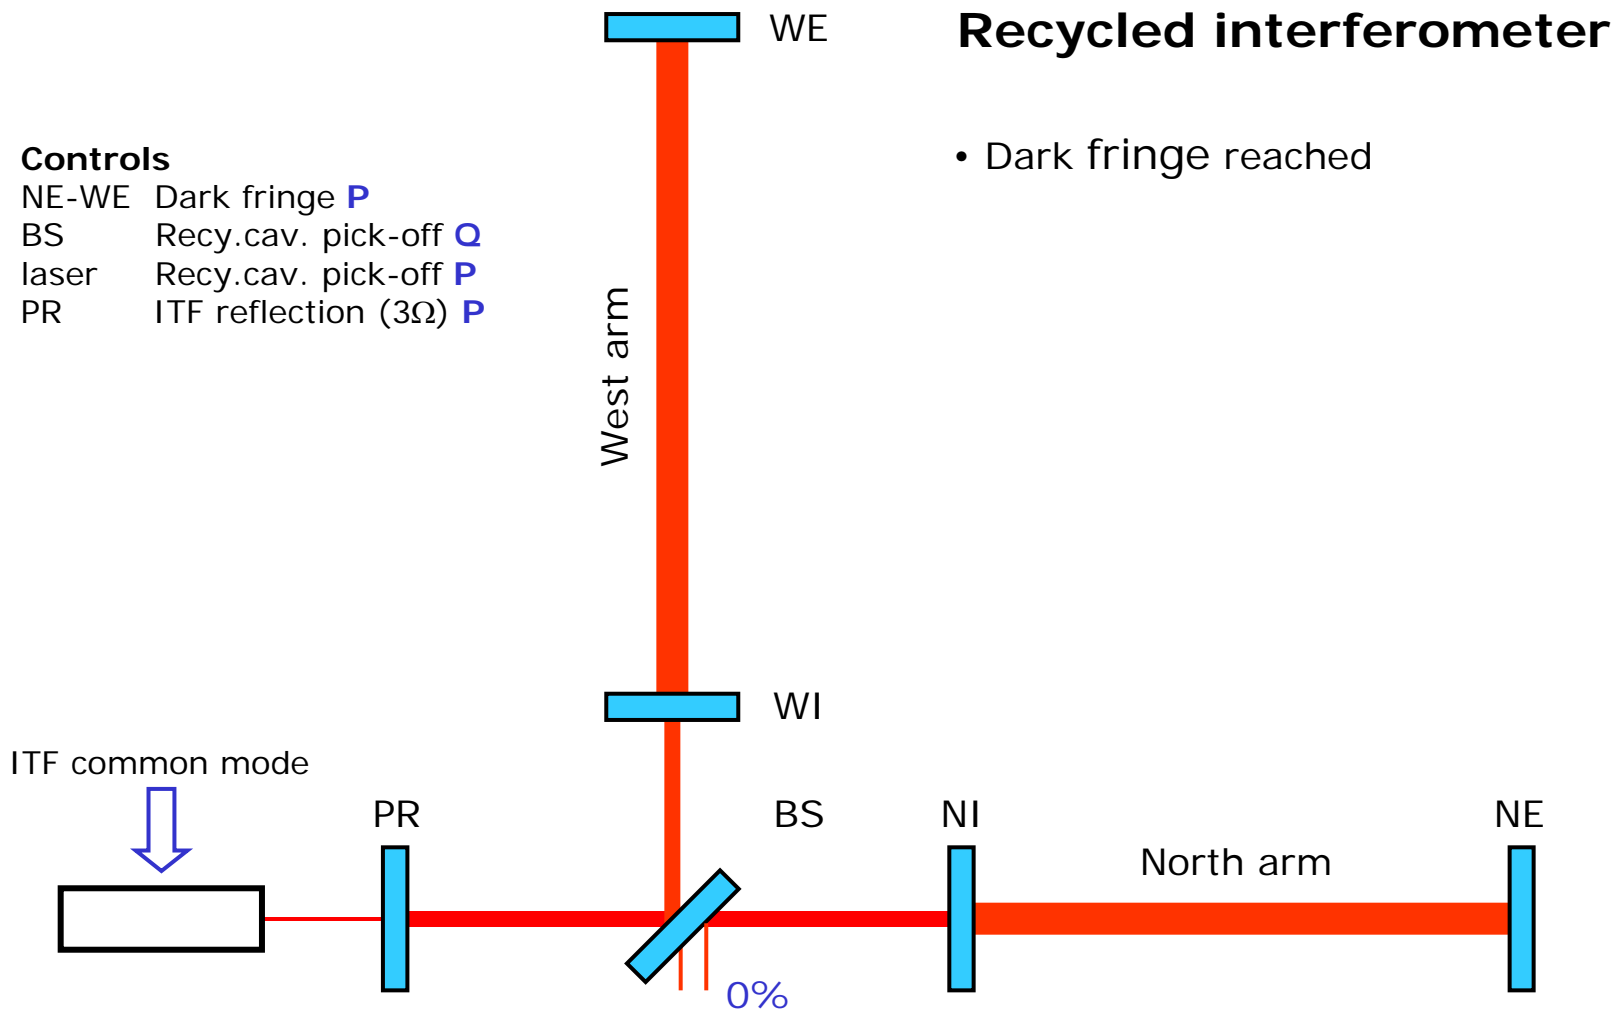 WE
Recycled interferometer
• Dark fringe reached
Controls
NE-WE Dark fringe P
BS Recy.cav. pick-off Q
laser Recy.cav. pick-off P
PR ITF reflection (3Ω) P
West arm
WI
ITF common mode
PR
BS
NI
NE
North arm
0%